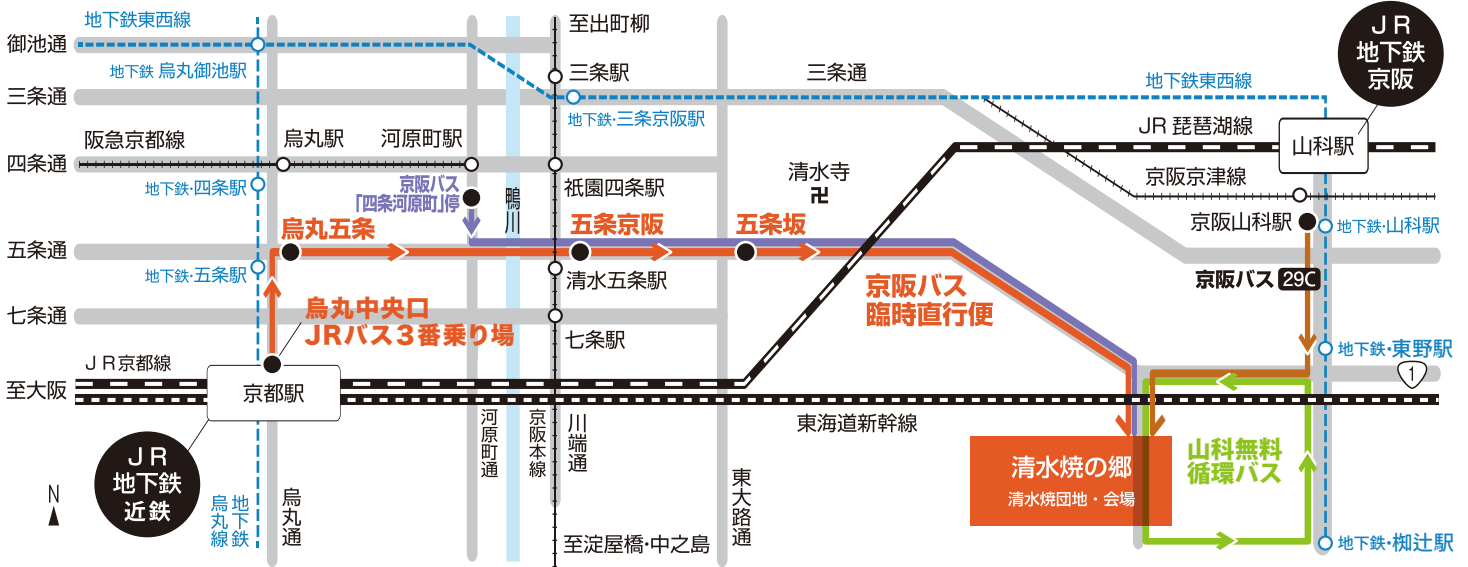 地下鉄東西線
至出町柳
御池通
地下鉄 烏丸御池駅
三条駅
三条通
JR
地下鉄
京阪
三条通
地下鉄東西線
地下鉄・三条京阪駅
阪急京都線
烏丸駅
河原町駅
JR 琵琶湖線
山科駅
四条通
地下鉄・四条駅
京阪バス
「四条河原町」停
鴨川
祇園四条駅
清水寺
卍
京阪京津線
京阪山科駅
地下鉄・山科駅
烏丸五条
五条京阪
五条坂
五条通
地下鉄・五条駅
清水五条駅
京阪バス
臨時直行便
京阪バス 29C
烏丸中央口
JRバス3番乗り場
七条通
七条駅
地下鉄・東野駅
JR京都線
1
至大阪
京都駅
東海道新幹線
河原町通
京阪本線
川端通
清水焼の郷
清水焼団地・会場
山科無料
循環バス
JR
地下鉄
近鉄
N
地下鉄
烏丸線
烏丸通
東大路通
至淀屋橋・中之島
地下鉄・椥辻駅